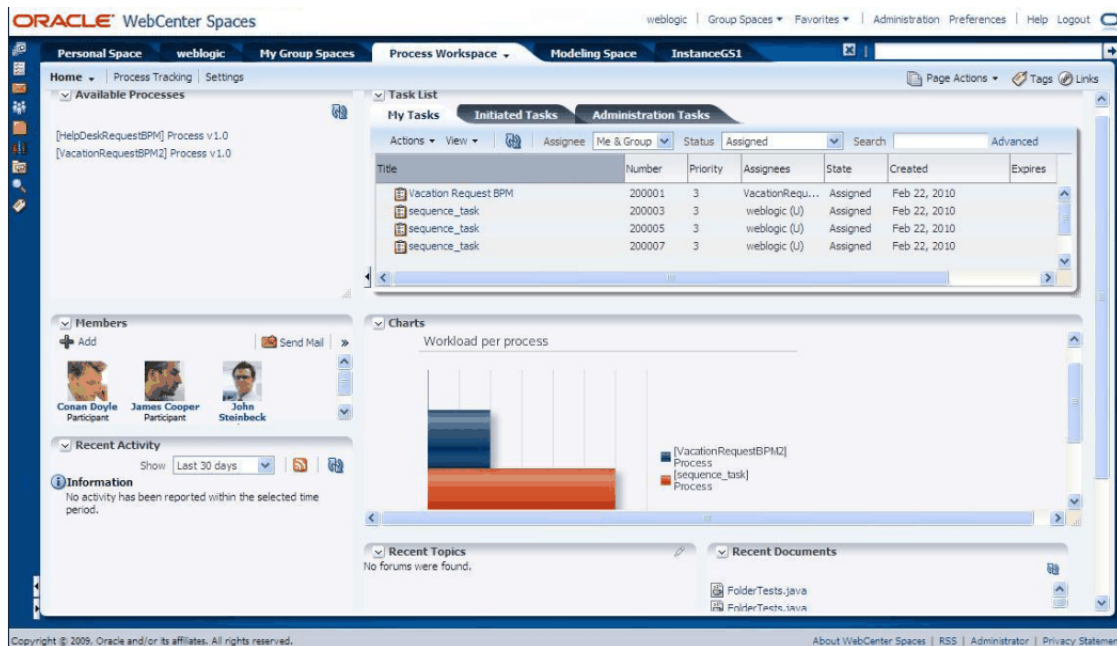 ORACLE WebCenter Spaces
weblogic | Group Spaces | Favorites | Administration Preferences | Help Logout
Personal Space weblogic My Group Spaces Process Workspace Modeling Space InstanceGS1
Home | Process Tracking | Settings
Page Actions Tags Links
Available Processes
[HelpDeskRequestBPM] Process v1.0
[VacationRequestBPM2] Process v1.0
Task List
My Tasks Initiated Tasks Administration Tasks
Actions View Assignee Me & Group Status Assigned Search Advanced
Title Number Priority Assignees State Created Expires
Vacation Request BPM 200001 3 VacationRequ... Assigned Feb 22, 2010
sequence_task 200003 3 weblogic (U) Assigned Feb 22, 2010
sequence_task 200005 3 weblogic (U) Assigned Feb 22, 2010
sequence_task 200007 3 weblogic (U) Assigned Feb 22, 2010
Members
Add Send Mail »
Conan Doyle James Cooper John
Participant Participant Steinbeck
Charts
Workload per process
[VacationRequestBPM2]
Process
[sequence_task]
Process
Recent Activity
Show Last 30 days
Information
No activity has been reported within the selected time
period.
Recent Topics
No forums were found.
Recent Documents
FolderTests.java
FolderTests.java
Copyright © 2009, Oracle and/or its affiliates. All rights reserved.
About WebCenter Spaces | RSS | Administrator | Privacy Statement